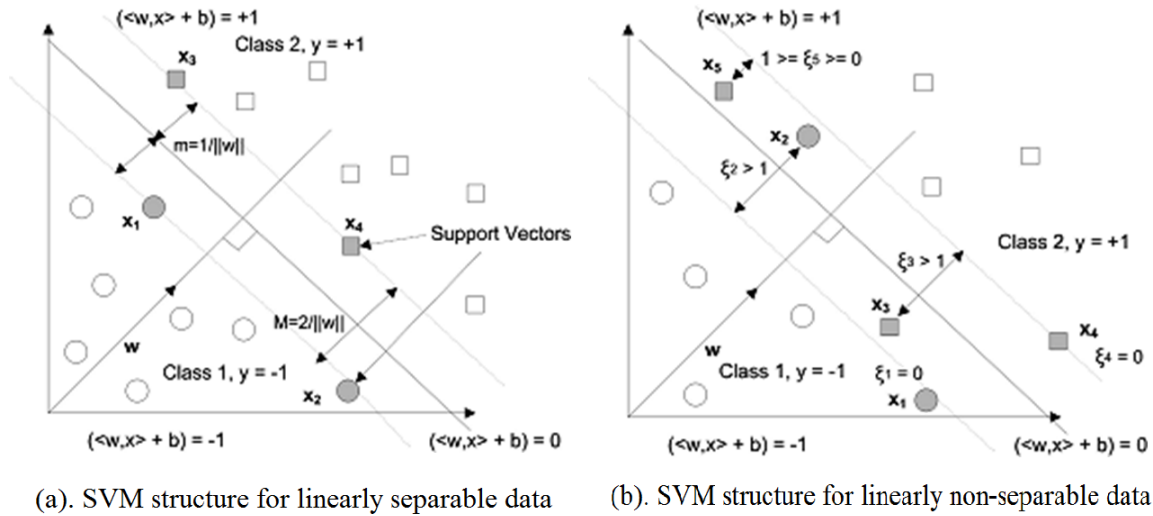 (<w,x> + b) = +1
x3
Class 2, y = +1
m=1/||w||
x1
x4
Support Vectors
M=2/||w||
w
Class 1, y = -1
x2
(<w,x> + b) = -1
(<w,x> + b) = 0
(a). SVM structure for linearly separable data
(<w,x> + b) = +1
x5
1 >= ξ5 >= 0
x2
ξ2 > 1
Class 2, y = +1
ξ3 > 1
x3
x4
ξ4 = 0
w
Class 1, y = -1
ξ1 = 0
x1
(<w,x> + b) = -1
(<w,x> + b) = 0
(b). SVM structure for linearly non-separable data